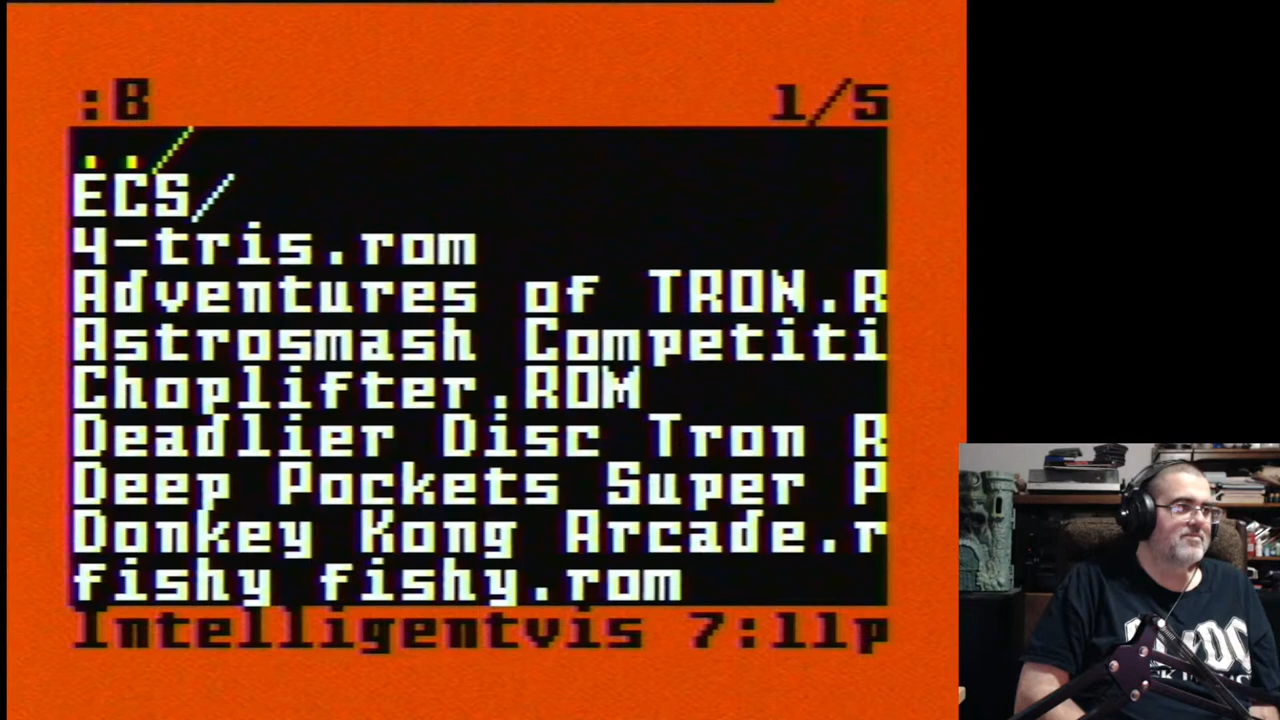 :B 1/5
../
ECS/
4-tris.rom
Adventures of TRON.R
Astrosmash Competiti
Choplifter.ROM
Deadlier Disc Tron R
Deep Pockets Super P
Donkey Kong Arcade.r
fishy fishy.rom
Intelligentvis 7:11p